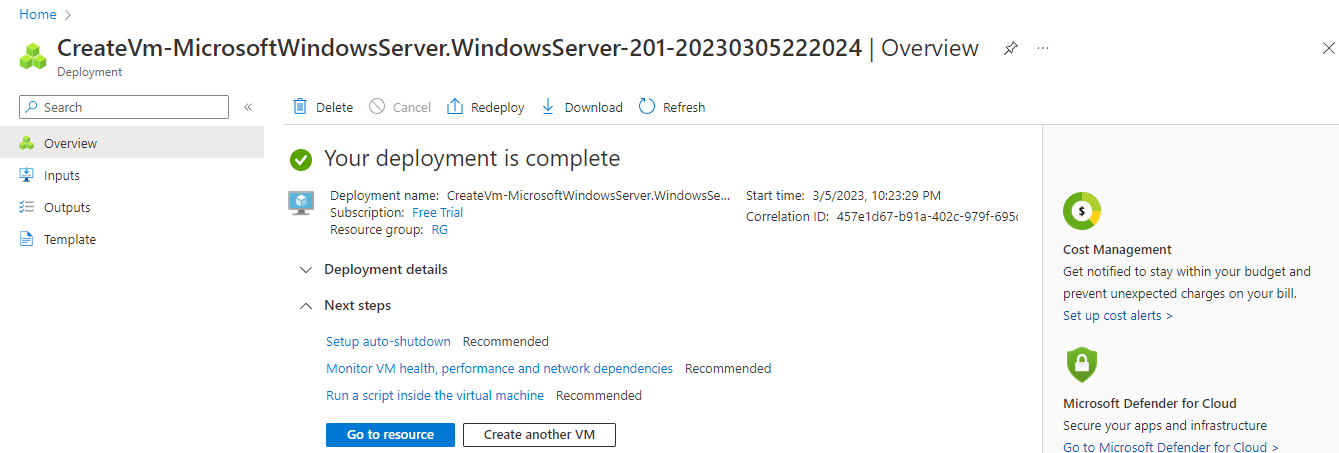 Home
CreateVm-MicrosoftWindowsServer.WindowsServer-201-20230305222024 | Overview
Deployment
Search
Overview
Inputs
Outputs
Template
Delete Cancel Redeploy Download Refresh
Your deployment is complete
Deployment name: CreateVm-MicrosoftWindowsServer.WindowsSe...
Subscription: Free Trial
Resource group: RG
Start time: 3/5/2023, 10:23:29 PM
Correlation ID: 457e1d67-b91a-402c-979f-695c
Deployment details
Next steps
Setup auto-shutdown Recommended
Monitor VM health, performance and network dependencies Recommended
Run a script inside the virtual machine Recommended
Go to resource Create another VM
Cost Management
Get notified to stay within your budget and
prevent unexpected charges on your bill.
Set up cost alerts >
Microsoft Defender for Cloud
Secure your apps and infrastructure
Go to Microsoft Defender for Cloud >